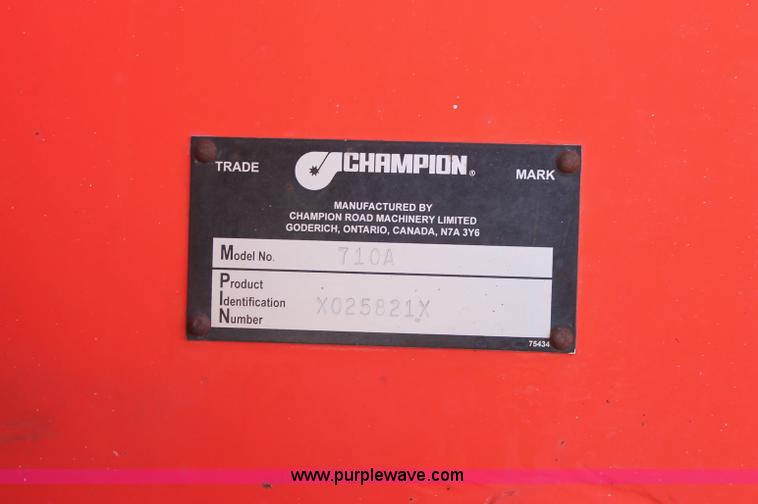 TRADE CHAMPION® MARK
MANUFACTURED BY
CHAMPION ROAD MACHINERY LIMITED
GODERICH, ONTARIO, CANADA, N7A 3Y6
Model No. 710A
Product
Identification X025821X
Number
75434
www.purplewave.com